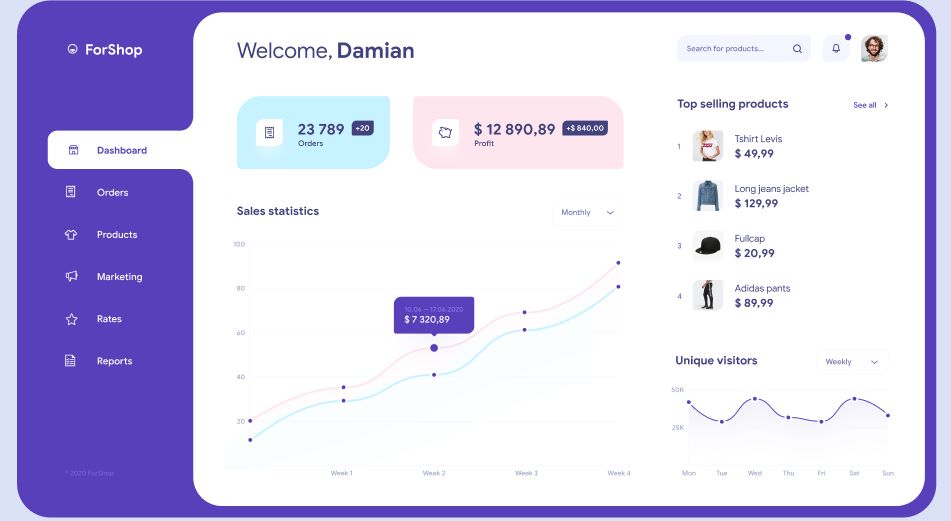 ForShop
Dashboard
Orders
Products
Marketing
Rates
Reports
© 2020 ForShop
Welcome, Damian
Search for products...
23 789
+20
Orders
$ 12 890,89
+$ 840,00
Profit
Sales statistics
Monthly
100
80
60
40
20
10.06 – 17.06.2020
$ 7 320,89
Week 1
Week 2
Week 3
Week 4
Top selling products
See all
1
Tshirt Levis
$ 49,99
2
Long jeans jacket
$ 129,99
3
Fullcap
$ 20,99
4
Adidas pants
$ 89,99
Unique visitors
Weekly
50K
25K
Mon
Tue
Wed
Thu
Fri
Sat
Sun